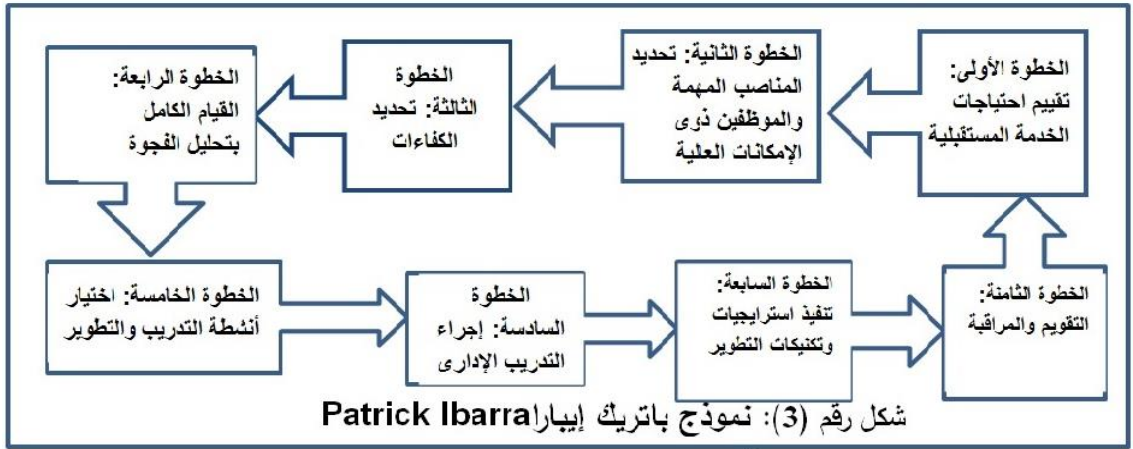 الخطوة الأولى:
تقييم احتياجات
الخدمة المستقبلية
الخطوة الثانية: تحديد
المناصب المهمة
والموظفين ذوى
الإمكانات العلية
الخطوة
الثالثة: تحديد
الكفاءات
الخطوة الرابعة:
القيام الكامل
بتحليل الفجوة
الخطوة الخامسة: اختيار
أنشطة التدريب والتطوير
الخطوة
السادسة: إجراء
التدريب الإدارى
الخطوة السابعة:
تنفيذ استرايجيات
وتكنيكات التطوير
الخطوة الثامنة:
التقويم والمراقبة
شكل رقم (3): نموذج باتريك إيباراPatrick Ibarra